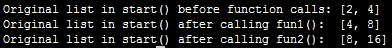 Original list in start() before function calls: [2, 4]
Original list in start() after calling fun1():  [4, 8]
Original list in start() after calling fun2():  [8, 16]